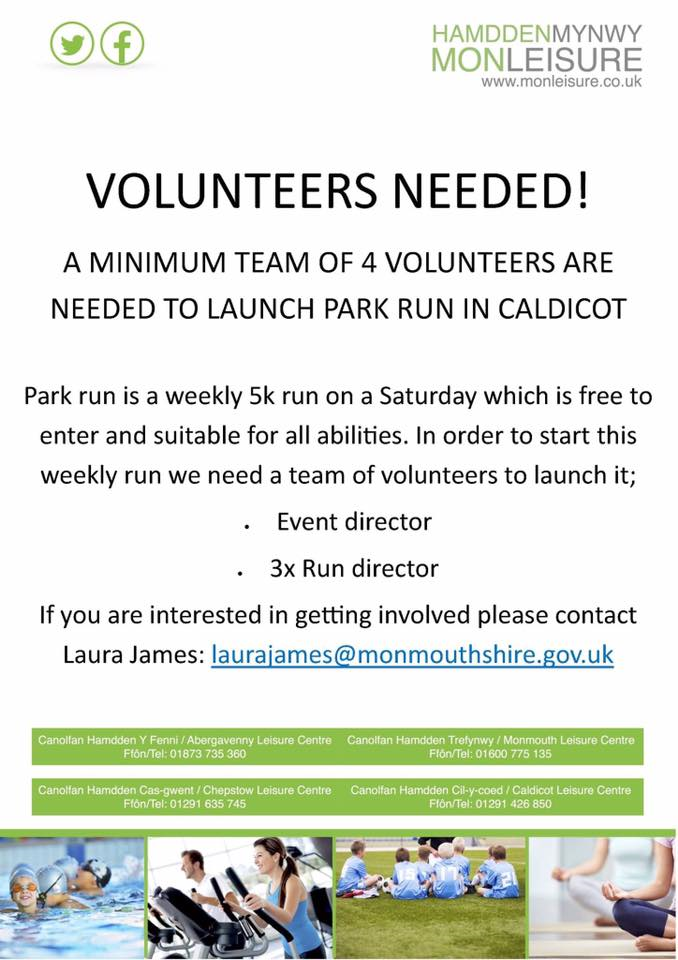 HAMDDENMYNWY
MONLEISURE
www.monleisure.co.uk
VOLUNTEERS NEEDED!
A MINIMUM TEAM OF 4 VOLUNTEERS ARE
NEEDED TO LAUNCH PARK RUN IN CALDICOT
Park run is a weekly 5k run on a Saturday which is free to
enter and suitable for all abilities. In order to start this
weekly run we need a team of volunteers to launch it;
• Event director
• 3x Run director
If you are interested in getting involved please contact
Laura James: laurajames@monmouthshire.gov.uk
Canolfan Hamdden Y Fenni / Abergavenny Leisure Centre
Ffôn/Tel: 01873 735 360
Canolfan Hamdden Trefynwy / Monmouth Leisure Centre
Ffôn/Tel: 01600 775 135
Canolfan Hamdden Cas-gwent / Chepstow Leisure Centre
Ffôn/Tel: 01291 635 745
Canolfan Hamdden Cil-y-coed / Caldicot Leisure Centre
Ffôn/Tel: 01291 426 850
15 17 2